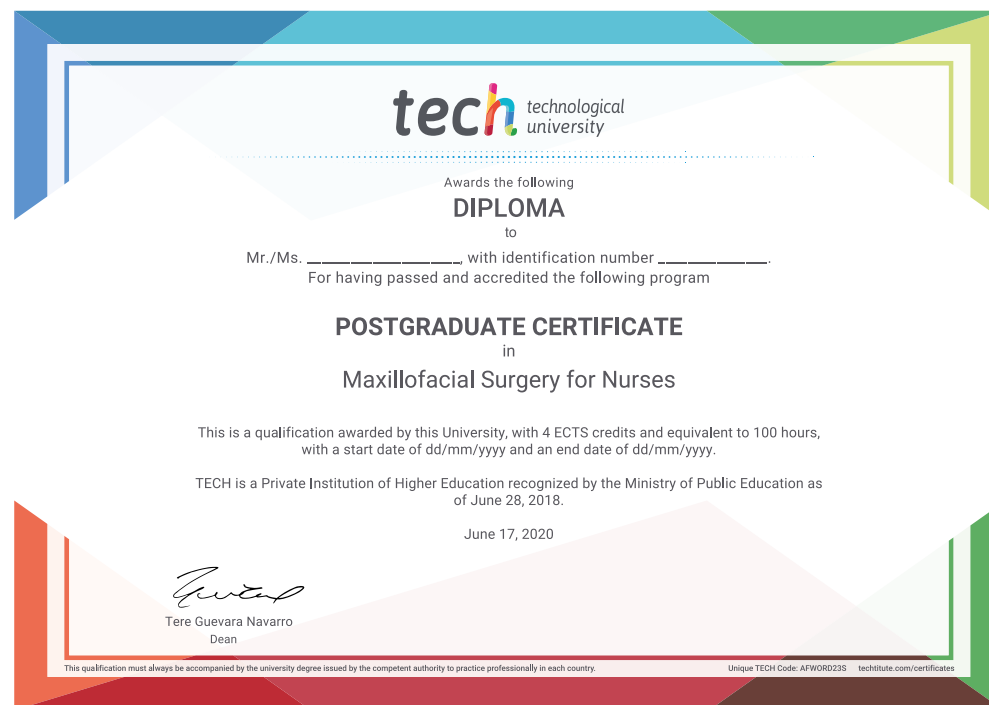 tech technological
university
Awards the following
DIPLOMA
to
Mr./Ms. ____________________, with identification number ______________.
For having passed and accredited the following program
POSTGRADUATE CERTIFICATE
in
Maxillofacial Surgery for Nurses
This is a qualification awarded by this University, with 4 ECTS credits and equivalent to 100 hours,
with a start date of dd/mm/yyyy and an end date of dd/mm/yyyy.
TECH is a Private Institution of Higher Education recognized by the Ministry of Public Education as
of June 28, 2018.
June 17, 2020
Tere Guevara Navarro
Dean
This qualification must always be accompanied by the university degree issued by the competent authority to practice professionally in each country. Unique TECH Code: AFWORD23S techtitute.com/certificates